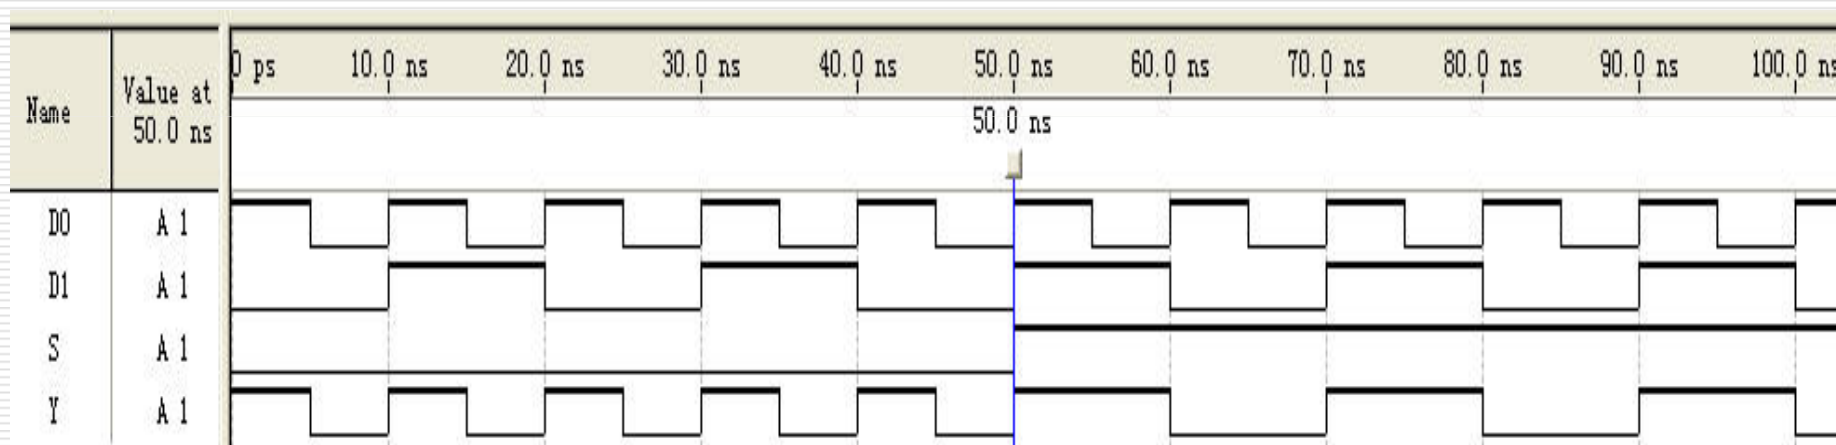 0 ps 10.0 ns 20.0 ns 30.0 ns 40.0 ns 50.0 ns 60.0 ns 70.0 ns 80.0 ns 90.0 ns 100.0 ns
Name
Value at
50.0 ns
50.0 ns
D0 A 1
D1 A 1
S A 1
Y A 1